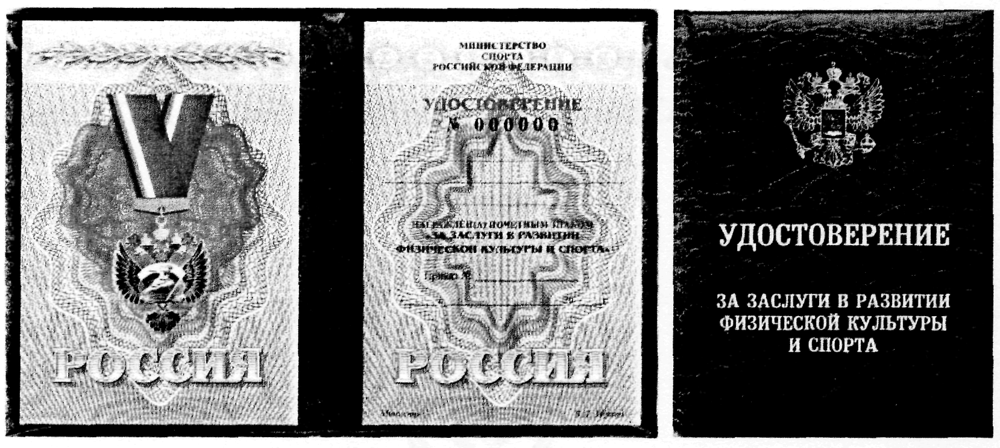 РОССИЯ
МИНИСТЕРСТВО
СПОРТА
РОССИЙСКОЙ ФЕДЕРАЦИИ
УДОСТОВЕРЕНИЕ
№ 000000
НАГРАЖДЕН(А) ПОЧЕТНЫМ ЗНАКОМ
«ЗА ЗАСЛУГИ В РАЗВИТИИ
ФИЗИЧЕСКОЙ КУЛЬТУРЫ И СПОРТА»
Приказ №
РОССИЯ
Министр
УДОСТОВЕРЕНИЕ
ЗА ЗАСЛУГИ В РАЗВИТИИ
ФИЗИЧЕСКОЙ КУЛЬТУРЫ
И СПОРТА